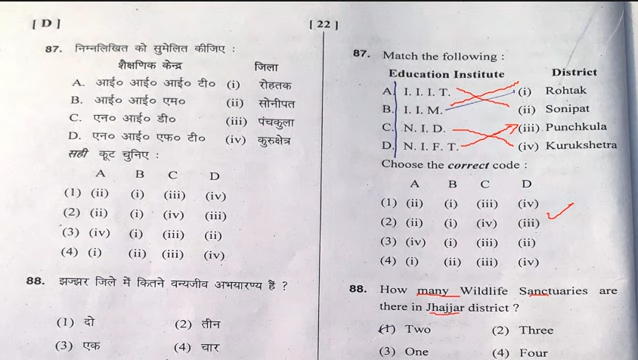 [ D ]
[ 22 ]
87. निम्नलिखित को सुमेलित कीजिए :
शैक्षणिक केन्द्र जिला
A. आई० आई० आई० टी० (i) रोहतक
B. आई० आई० एम० (ii) सोनीपत
C. एन० आई० डी० (iii) पंचकुला
D. एन० आई० एफ० टी० (iv) कुरुक्षेत्र
सही कूट चुनिए :
A B C D
(1) (ii) (i) (iii) (iv)
(2) (ii) (i) (iv) (iii)
(3) (iv) (i) (iii) (ii)
(4) (i) (ii) (iii) (iv)
88. झज्झर जिले में कितने वन्यजीव अभयारण्य हैं ?
(1) दो (2) तीन
(3) एक (4) चार
87. Match the following :
Education Institute District
A. I. I. I. T. (i) Rohtak
B. I. I. M. (ii) Sonipat
C. N. I. D. (iii) Punchkula
D. N. I. F. T. (iv) Kurukshetra
Choose the correct code :
A B C D
(1) (ii) (i) (iii) (iv)
(2) (ii) (i) (iv) (iii)
(3) (iv) (i) (iii) (ii)
(4) (i) (ii) (iii) (iv)
88. How many Wildlife Sanctuaries are
there in Jhajjar district ?
(1) Two (2) Three
(3) One (4) Four